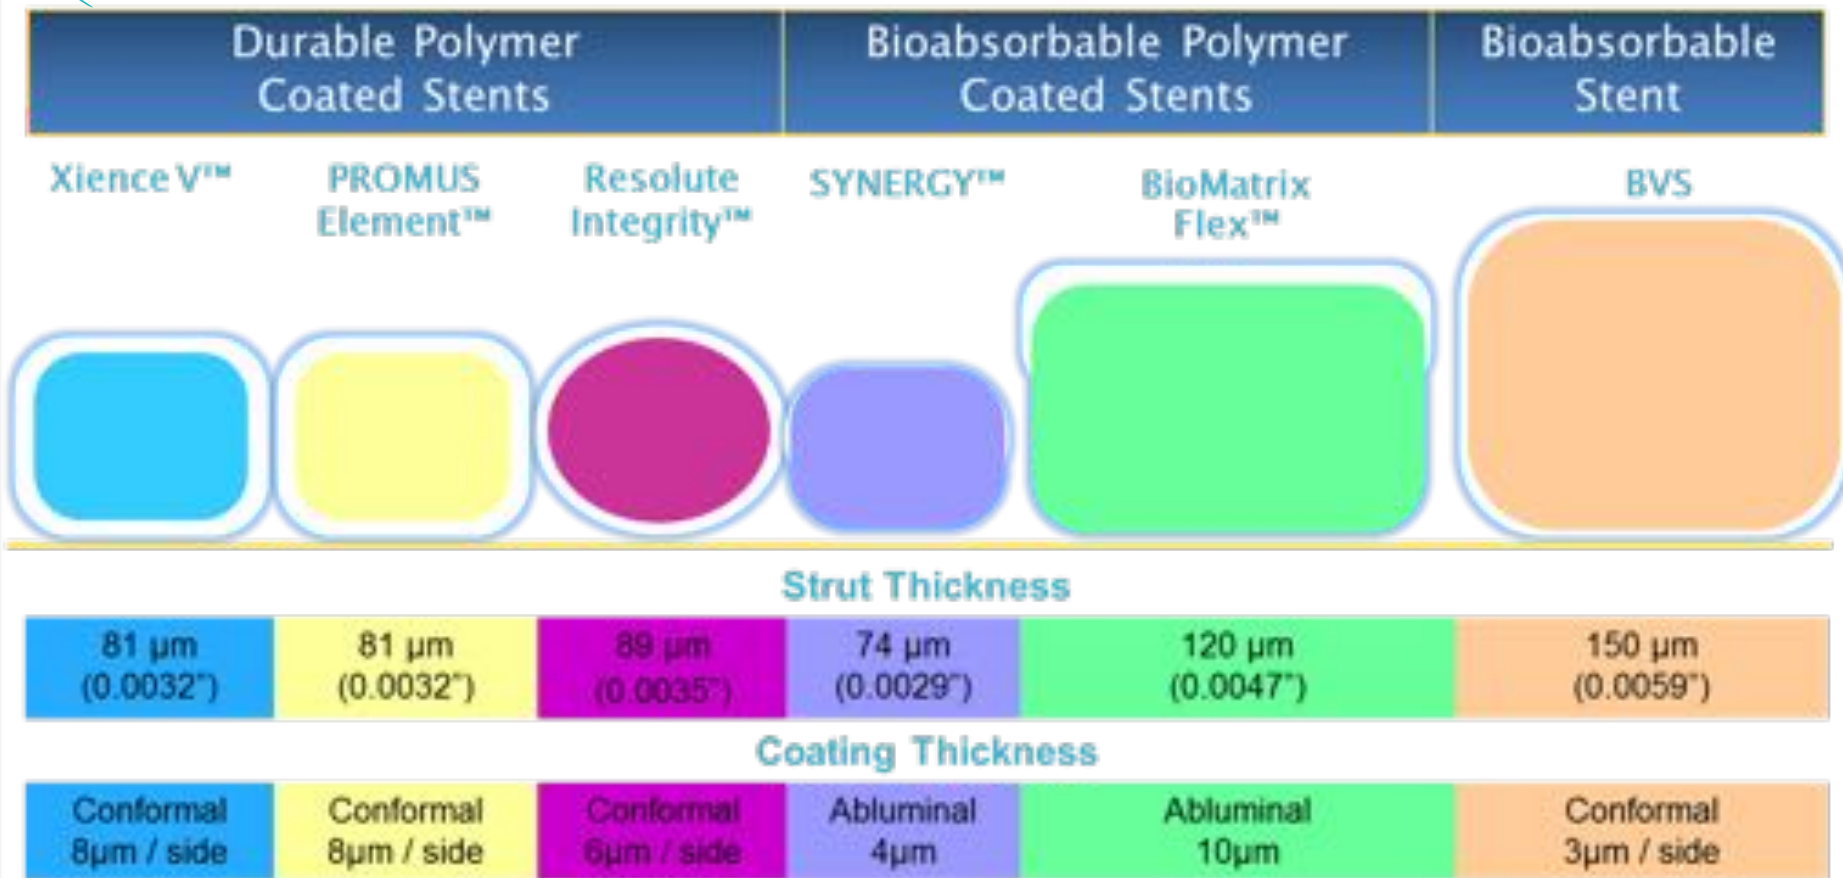 Durable Polymer
Coated Stents
Bioabsorbable Polymer
Coated Stents
Bioabsorbable
Stent
Xience V™
PROMUS
Element™
Resolute
Integrity™
SYNERGY™
BioMatrix
Flex™
BVS
Strut Thickness
81 µm
(0.0032")
81 µm
(0.0032")
89 µm
(0.0035")
74 µm
(0.0029")
120 µm
(0.0047")
150 µm
(0.0059")
Coating Thickness
Conformal
8µm / side
Conformal
8µm / side
Conformal
6µm / side
Abluminal
4µm
Abluminal
10µm
Conformal
3µm / side